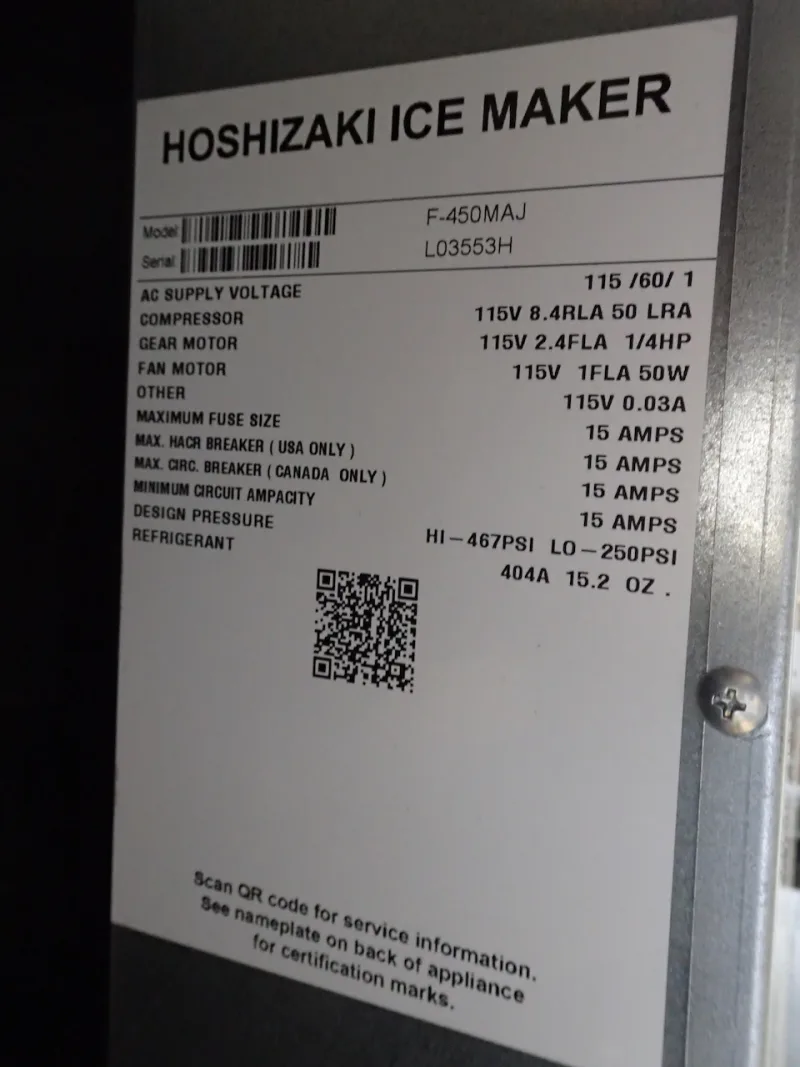 HOSHIZAKI ICE MAKER
Model: F-450MAJ
Serial: L03553H
AC SUPPLY VOLTAGE 115 /60/ 1
COMPRESSOR 115V 8.4RLA 50 LRA
GEAR MOTOR 115V 2.4FLA 1/4HP
FAN MOTOR 115V 1FLA 50W
OTHER 115V 0.03A
MAXIMUM FUSE SIZE 15 AMPS
MAX. HACR BREAKER ( USA ONLY ) 15 AMPS
MAX. CIRC. BREAKER ( CANADA ONLY ) 15 AMPS
MINIMUM CIRCUIT AMPACITY 15 AMPS
DESIGN PRESSURE HI-467PSI LO-250PSI
REFRIGERANT 404A 15.2 OZ .
Scan QR code for service information.
See nameplate on back of appliance
for certification marks.